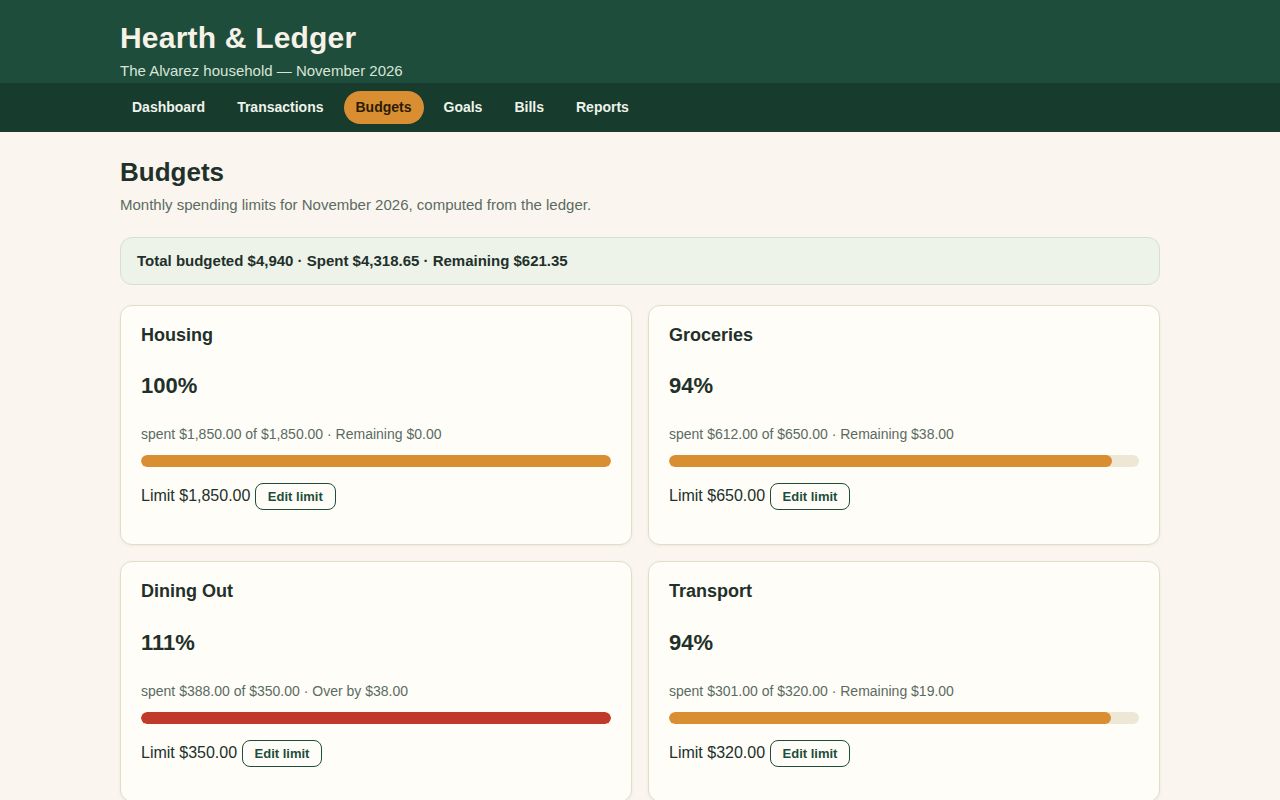 Hearth & Ledger
The Alvarez household — November 2026
Dashboard Transactions Budgets Goals Bills Reports
Budgets
Monthly spending limits for November 2026, computed from the ledger.
Total budgeted $4,940 · Spent $4,318.65 · Remaining $621.35
Housing
100%
spent $1,850.00 of $1,850.00 · Remaining $0.00
Limit $1,850.00 Edit limit
Groceries
94%
spent $612.00 of $650.00 · Remaining $38.00
Limit $650.00 Edit limit
Dining Out
111%
spent $388.00 of $350.00 · Over by $38.00
Limit $350.00 Edit limit
Transport
94%
spent $301.00 of $320.00 · Remaining $19.00
Limit $320.00 Edit limit